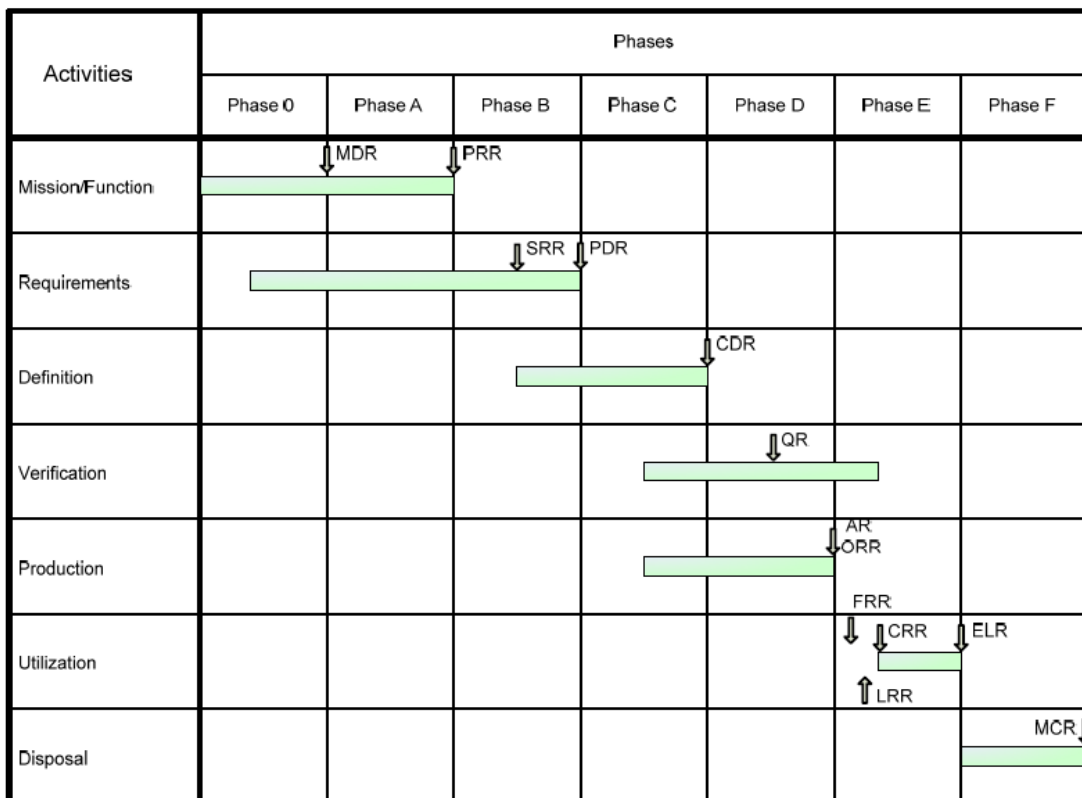 Activities
Phases
Phase 0
Phase A
Phase B
Phase C
Phase D
Phase E
Phase F
Mission/Function
MDR
PRR
Requirements
SRR
PDR
Definition
CDR
Verification
QR
Production
AR
ORR
Utilization
FRR
CRR
ELR
LRR
Disposal
MCR